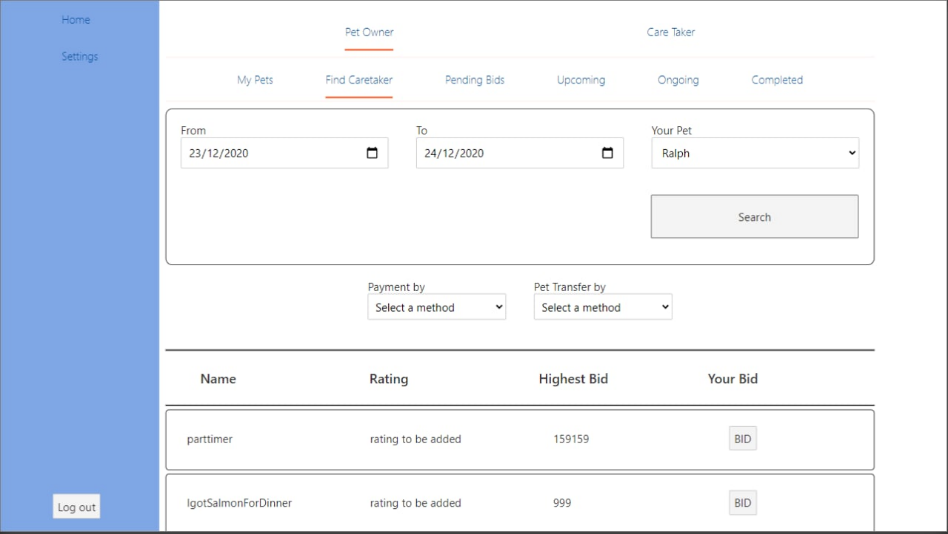 Home
Settings
Pet Owner Care Taker
My Pets Find Caretaker Pending Bids Upcoming Ongoing Completed
From To Your Pet
23/12/2020 24/12/2020 Ralph
Search
Payment by Pet Transfer by
Select a method Select a method
Name Rating Highest Bid Your Bid
parttimer rating to be added 159159 BID
IgotSalmonForDinner rating to be added 999 BID
Log out